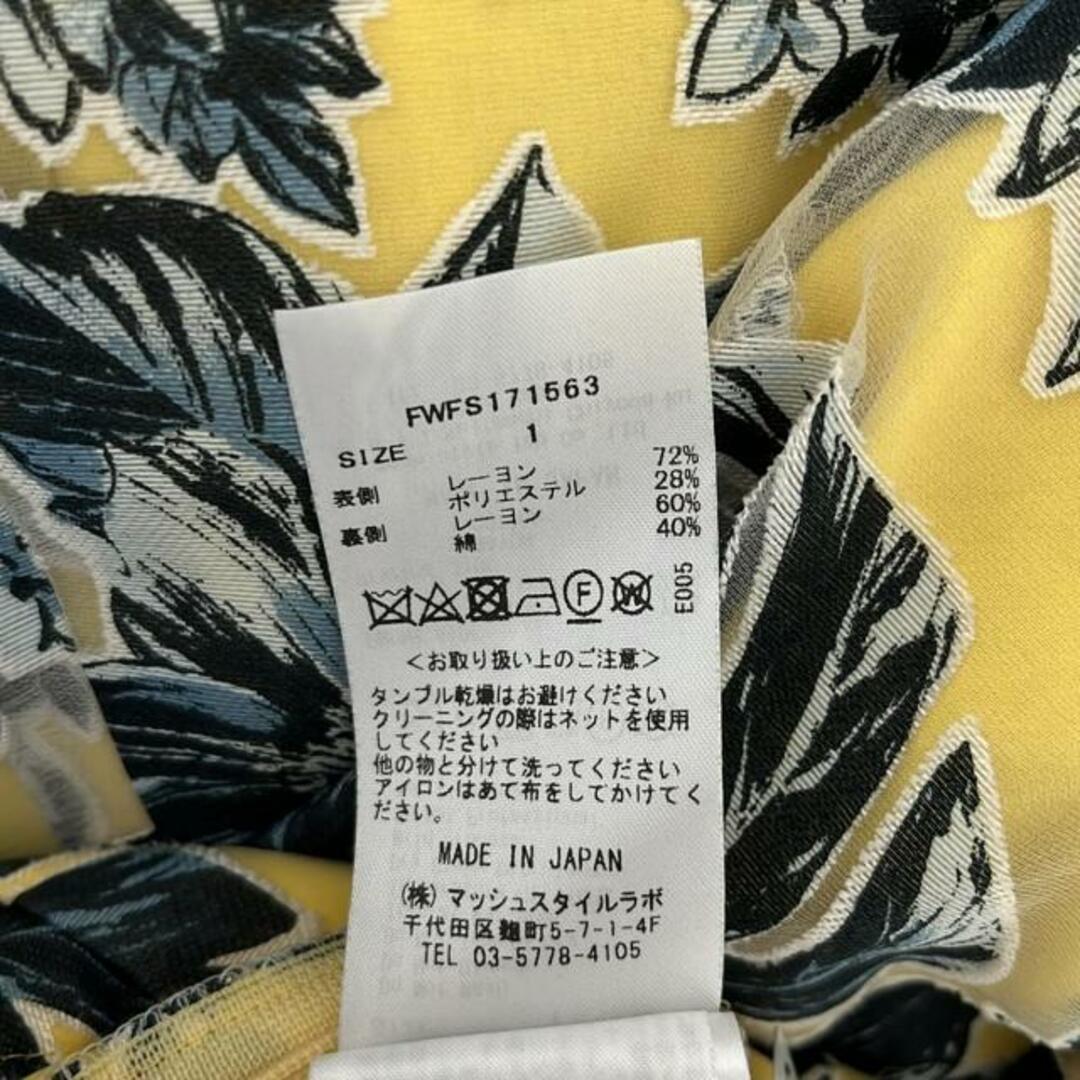 FWFS171563
SIZE 1
表側 レーヨン 72%
ポリエステル 28%
裏側 レーヨン 60%
綿 40%
F W E005
<お取り扱い上のご注意>
タンブル乾燥はお避けください
クリーニングの際はネットを使用
してください
他の物と分けて洗ってください
アイロンはあて布をしてかけてく
ださい。
MADE IN JAPAN
(株)マッシュスタイルラボ
千代田区麹町5-7-1-4F
TEL 03-5778-4105